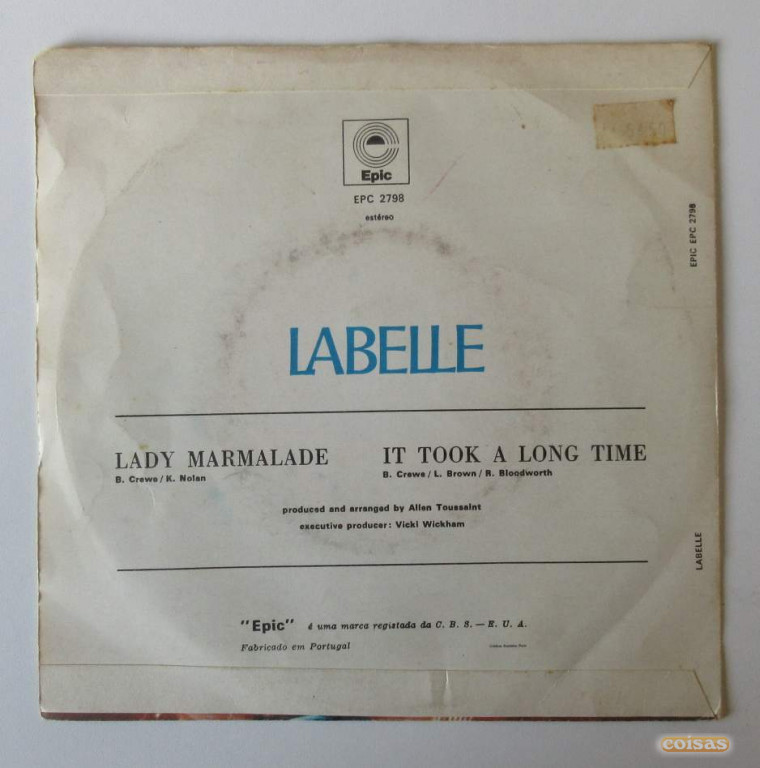 Epic
EPC 2798
estéreo
LABELLE
LADY MARMALADE
B. Crewe / K. Nolan
IT TOOK A LONG TIME
B. Crewe / L. Brown / R. Bloodworth
produced and arranged by Allen Toussaint
executive producer: Vicki Wickham
"Epic" é uma marca registada da C. B. S. — E. U. A.
Fabricado em Portugal
EPIC EPC 2798
LABELLE
coisas